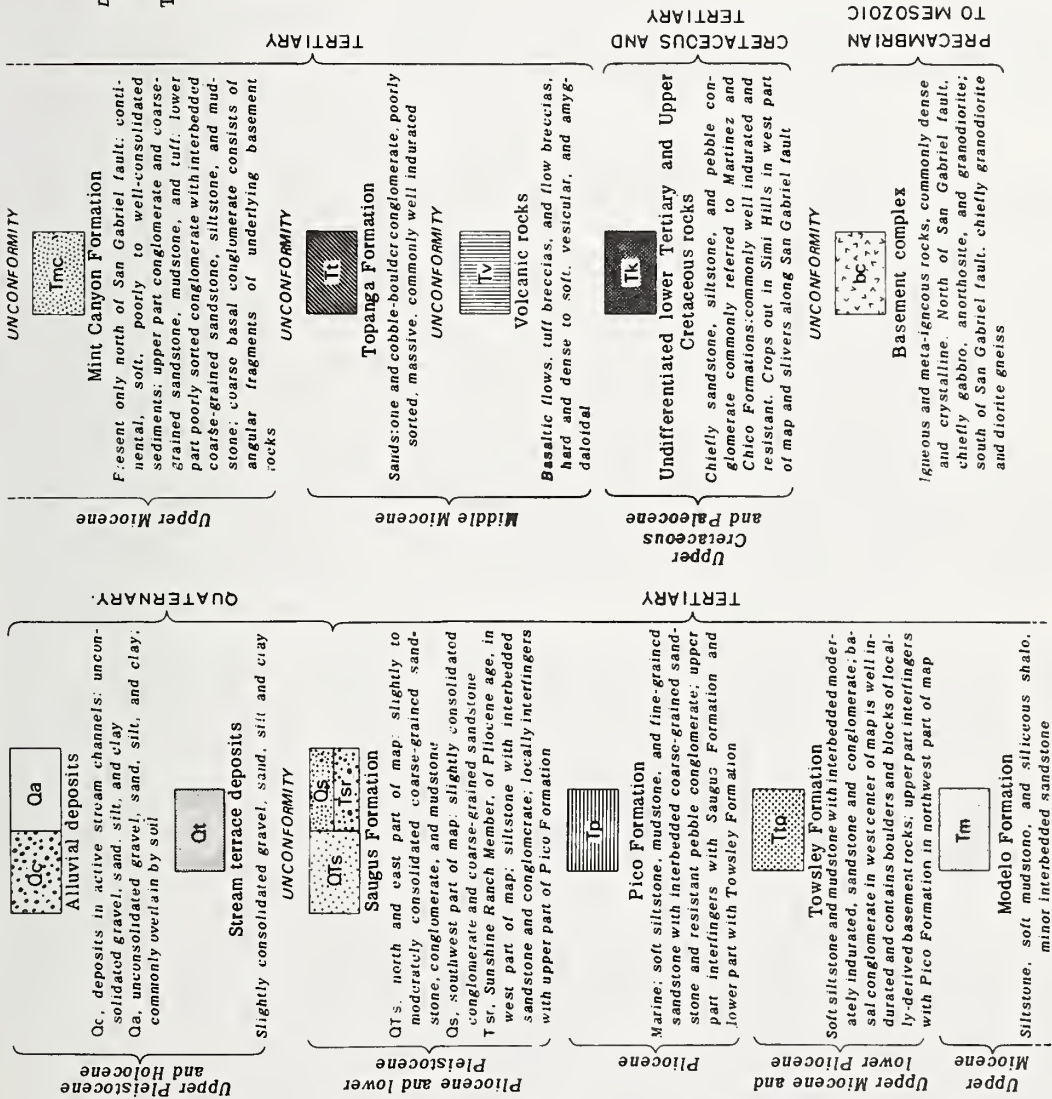 Qc
Qa
Alluvial deposits
Qc, deposits in active stream channels: uncon-
solidated gravel, sand, silt, and clay
Qa, unconsolidated gravel, sand, silt, and clay;
commonly overlain by soil
Qt
Stream terrace deposits
Slightly consolidated gravel, sand, silt and clay
Upper Pleistocene
and Holocene
UNCONFORMITY
QTs
Qs
Tsr
Saugus Formation
QTs, north and east part of map: slightly to
moderately consolidated coarse-grained sand-
stone, conglomerate, and mudstone
Qs, southwest part of map: slightly consolidated
conglomerate and coarse-grained sandstone
Tsr, Sunshine Ranch Member, of Pliocene age, in
west part of map; siltstone with interbedded
sandstone and conglomerate; locally interfingers
with upper part of Pico Formation
Pliocene and lower
Pleistocene
QUATERNARY
Tp
Pico Formation
Marine; soft siltstone, mudstone, and fine-grained
sandstone with interbedded coarse-grained sand-
stone and resistant pebble conglomerate; upper
part interfingers with Saugus Formation and
lower part with Towsley Formation
Pliocene
Ttp
Towsley Formation
Soft siltstone and mudstone with interbedded moder-
ately indurated, sandstone and conglomerate; ba-
sal conglomerate in west center of map is well in-
durated and contains boulders and blocks of local-
ly-derived basement rocks; upper part interfingers
with Pico Formation in northwest part of map
Upper Miocene and
lower Pliocene
Tm
Modelo Formation
Siltstone, soft mudstone, and siliceous shale,
minor interbedded sandstone
Upper
Miocene
TERTIARY
UNCONFORMITY
Tmc
Mint Canyon Formation
Present only north of San Gabriel fault: conti-
nental, soft, poorly to well-consolidated
sediments; upper part conglomerate and coarse-
grained sandstone, mudstone, and tuff: lower
part poorly sorted conglomerate with interbedded
coarse-grained sandstone, siltstone, and mud-
stone; coarse basal conglomerate consists of
angular fragments of underlying basement
rocks
Upper Miocene
UNCONFORMITY
Tt
Topanga Formation
Sandstone and cobble-boulder conglomerate, poorly
sorted, massive, commonly well indurated
UNCONFORMITY
Tv
Volcanic rocks
Basaltic flows, tuff breccias, and flow breccias,
hard and dense to soft, vesicular, and amyg-
daloidal
Middle Miocene
TERTIARY
Tk
Undifferentiated lower Tertiary and Upper
Cretaceous rocks
Chiefly sandstone, siltstone, and pebble con-
glomerate commonly referred to Martinez and
Chico Formations: commonly well indurated and
resistant. Crops out in Simi Hills in west part
of map and slivers along San Gabriel fault
Upper
Cretaceous
and Paleocene
CRETACEOUS AND
TERTIARY
UNCONFORMITY
bc
Basement complex
Igneous and meta-igneous rocks, commonly dense
and crystalline. North of San Gabriel fault,
chiefly gabbro, anorthosite, and granodiorite;
south of San Gabriel fault, chiefly granodiorite
and diorite gneiss
PRECAMBRIAN
TO MESOZOIC